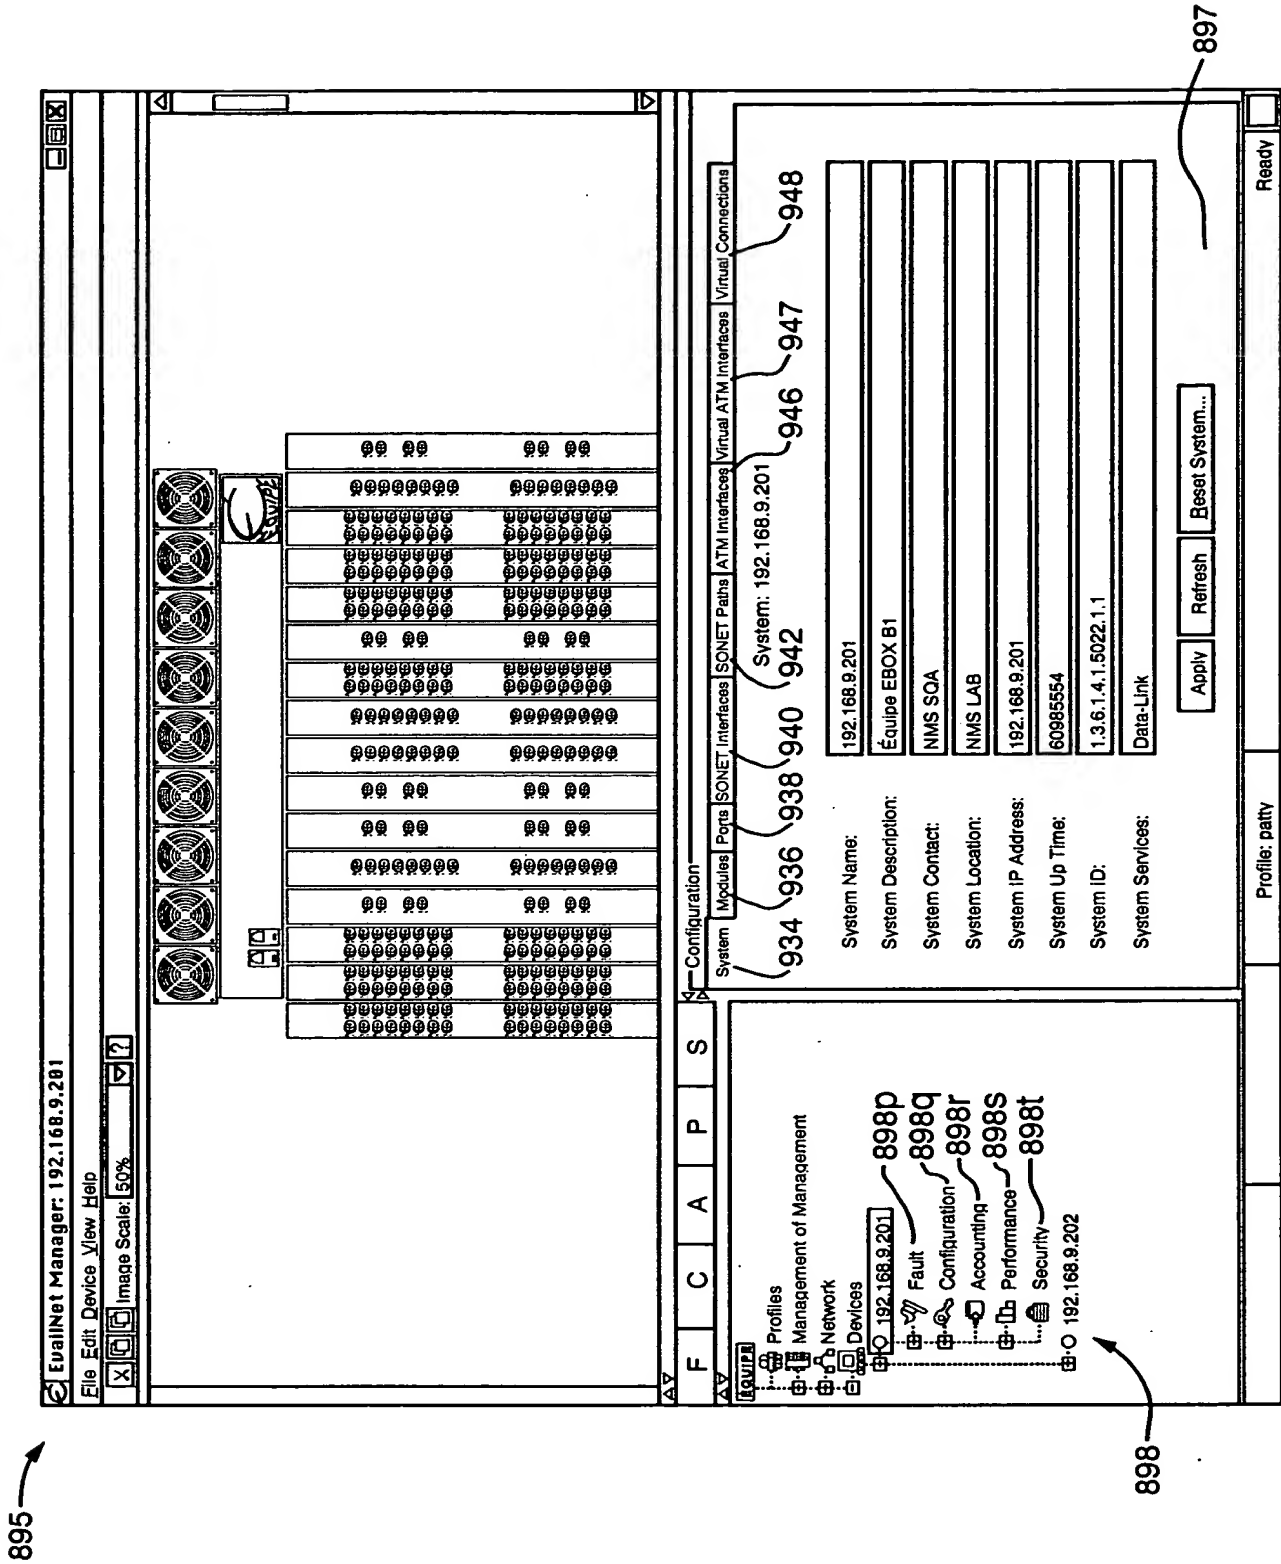 895
EvailNet Manager: 192.168.9.201
File Edit Device View Help
Image Scale: 50% ?
EQUIPE
F C A P S
EQUIPE
Profiles
Management of Management
Network
Devices
192.168.9.201
898p
Fault
898q
Configuration
898r
Accounting
898s
Performance
898t
Security
192.168.9.202
898
Configuration
System Modules Ports SONET Interfaces SONET Paths ATM Interfaces Virtual ATM Interfaces Virtual Connections
934 936 938 940 942 946 947 948
System: 192.168.9.201
System Name: 192.168.9.201
System Description: Équipe EBOX B1
System Contact: NMS SQA
System Location: NMS LAB
System IP Address: 192.168.9.201
System Up Time: 60985554
System ID: 1.3.6.1.4.1.5022.1.1
System Services: Data-Link
Apply Refresh Reset System...
897
Profile: patty
Ready